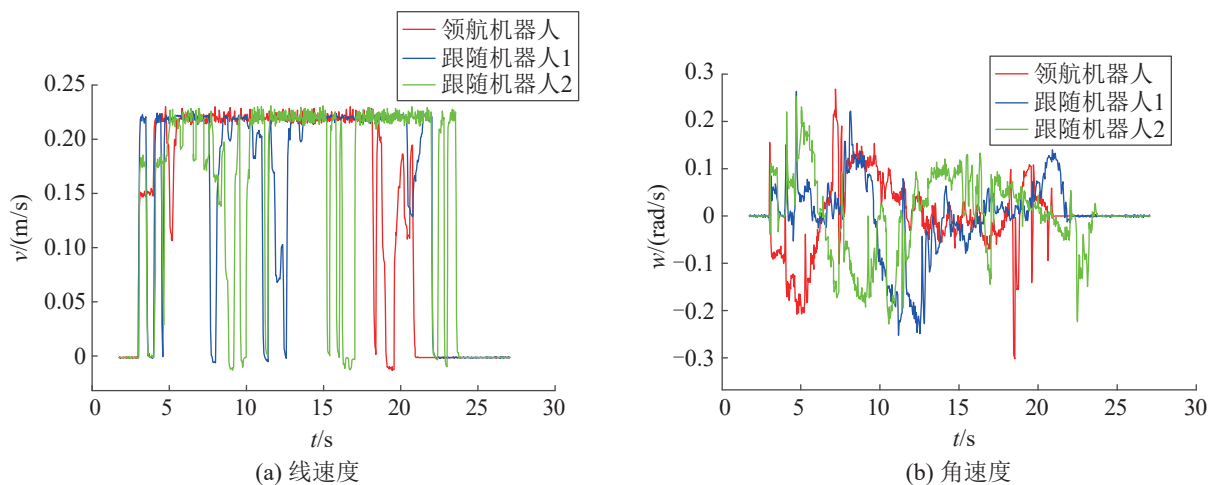 领航机器人
跟随机器人1
跟随机器人2
0.25
0.20
0.15
0.10
0.05
0
v/(m/s)
0 5 10 15 20 25 30
t/s
(a) 线速度
领航机器人
跟随机器人1
跟随机器人2
0.3
0.2
0.1
0
−0.1
−0.2
−0.3
w/(rad/s)
0 5 10 15 20 25 30
t/s
(b) 角速度